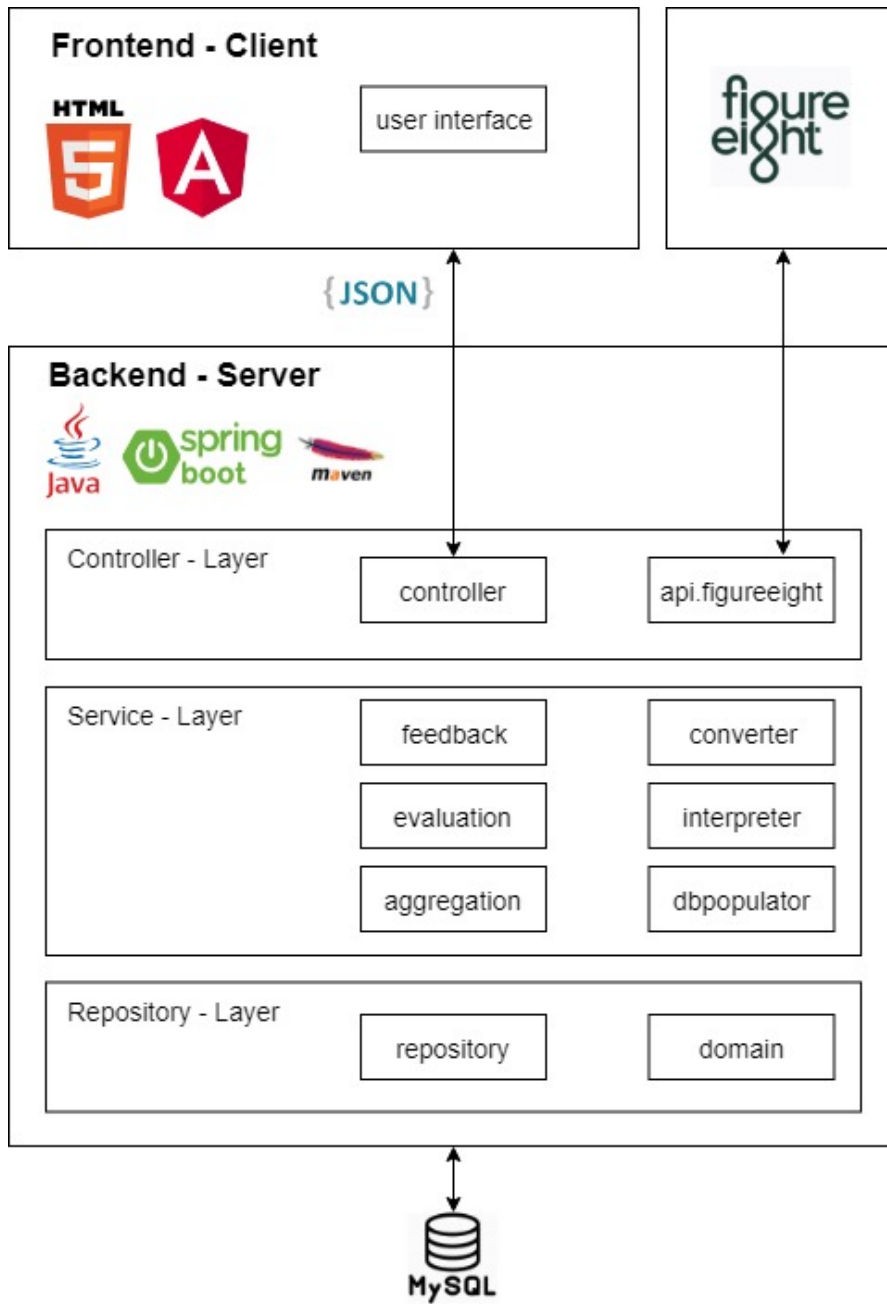 Frontend - Client
HTML
5
A
user interface
figure
eight
{JSON}
Backend - Server
Java
spring
boot
maven
Controller - Layer
controller
api.figureeight
Service - Layer
feedback
converter
evaluation
interpreter
aggregation
dbpopulator
Repository - Layer
repository
domain
MySQL